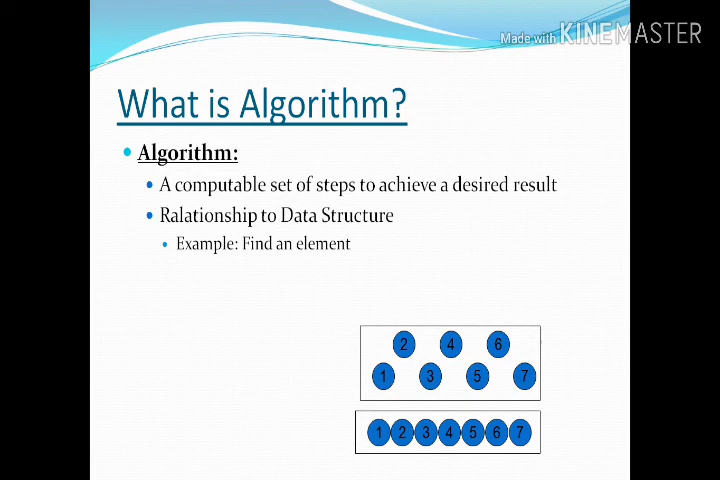 Made with KINEMASTER
What is Algorithm?
Algorithm:
A computable set of steps to achieve a desired result
Ralationship to Data Structure
Example: Find an element
2 4 6
1 3 5 7
1 2 3 4 5 6 7